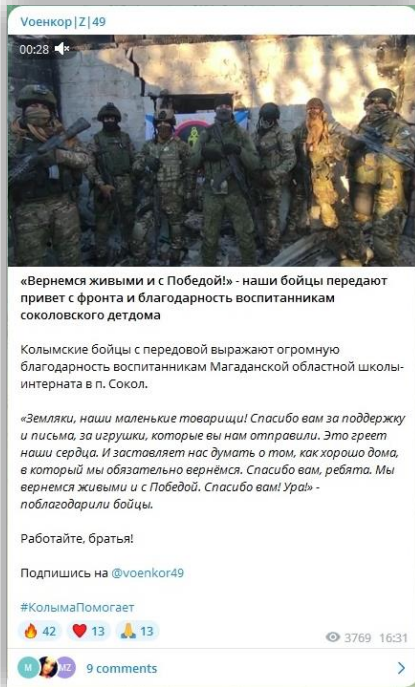 Vоенкор|Z|49
00:28
«Вернемся живыми и с Победой!» - наши бойцы передают
привет с фронта и благодарность воспитанникам
соколовского детдома
Колымские бойцы с передовой выражают огромную
благодарность воспитанникам Магаданской областной школы-
интерната в п. Сокол.
«Земляки, наши маленькие товарищи! Спасибо вам за поддержку
и письма, за игрушки, которые вы нам отправили. Это греет
наши сердца. И заставляет нас думать о том, как хорошо дома,
в который мы обязательно вернёмся. Спасибо вам, ребята. Мы
вернемся живыми и с Победой. Спасибо вам! Ура!» -
поблагодарили бойцы.
Работайте, братья!
Подпишись на @voenkor49
#КолымаПомогает
42 13 13
3769 16:31
M MZ 9 comments